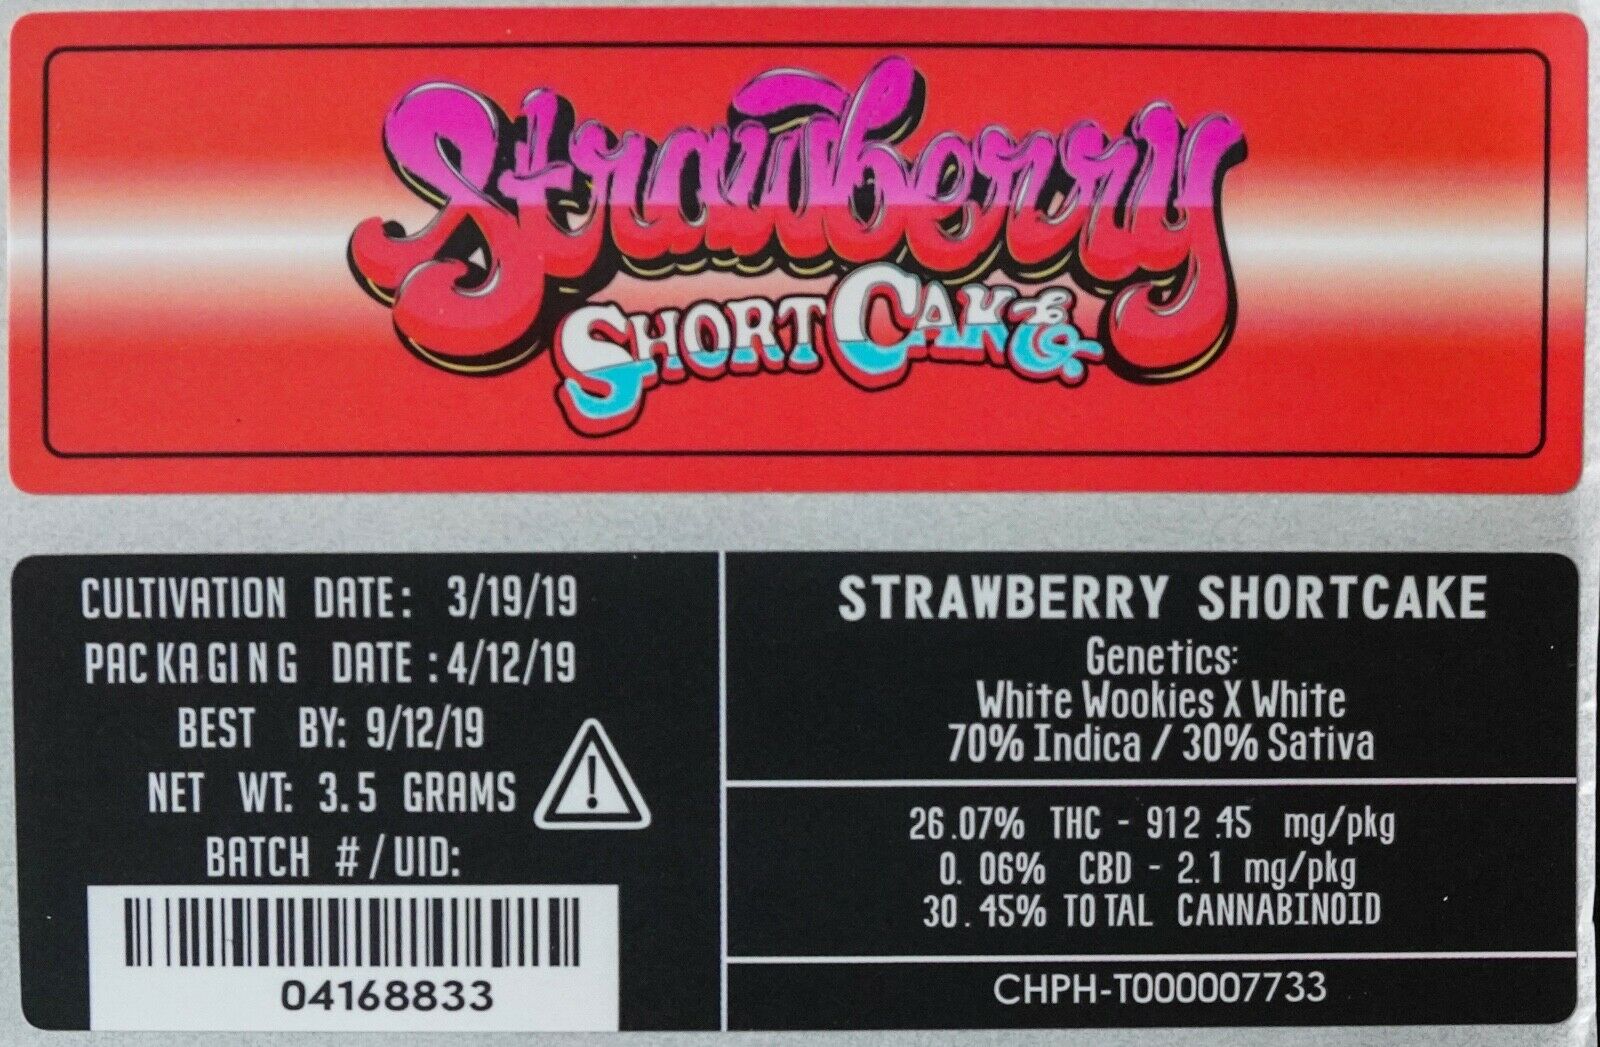 Strawberry
SHORTCAKE
CULTIVATION DATE: 3/19/19
PACKAGING DATE: 4/12/19
BEST BY: 9/12/19
NET WT: 3.5 GRAMS
BATCH #/UID:
04168833
STRAWBERRY SHORTCAKE
Genetics:
White Wookies X White
70% Indica / 30% Sativa
26.07% THC - 912.45 mg/pkg
0.06% CBD - 2.1 mg/pkg
30.45% TOTAL CANNABINOID
CHPH-T000007733